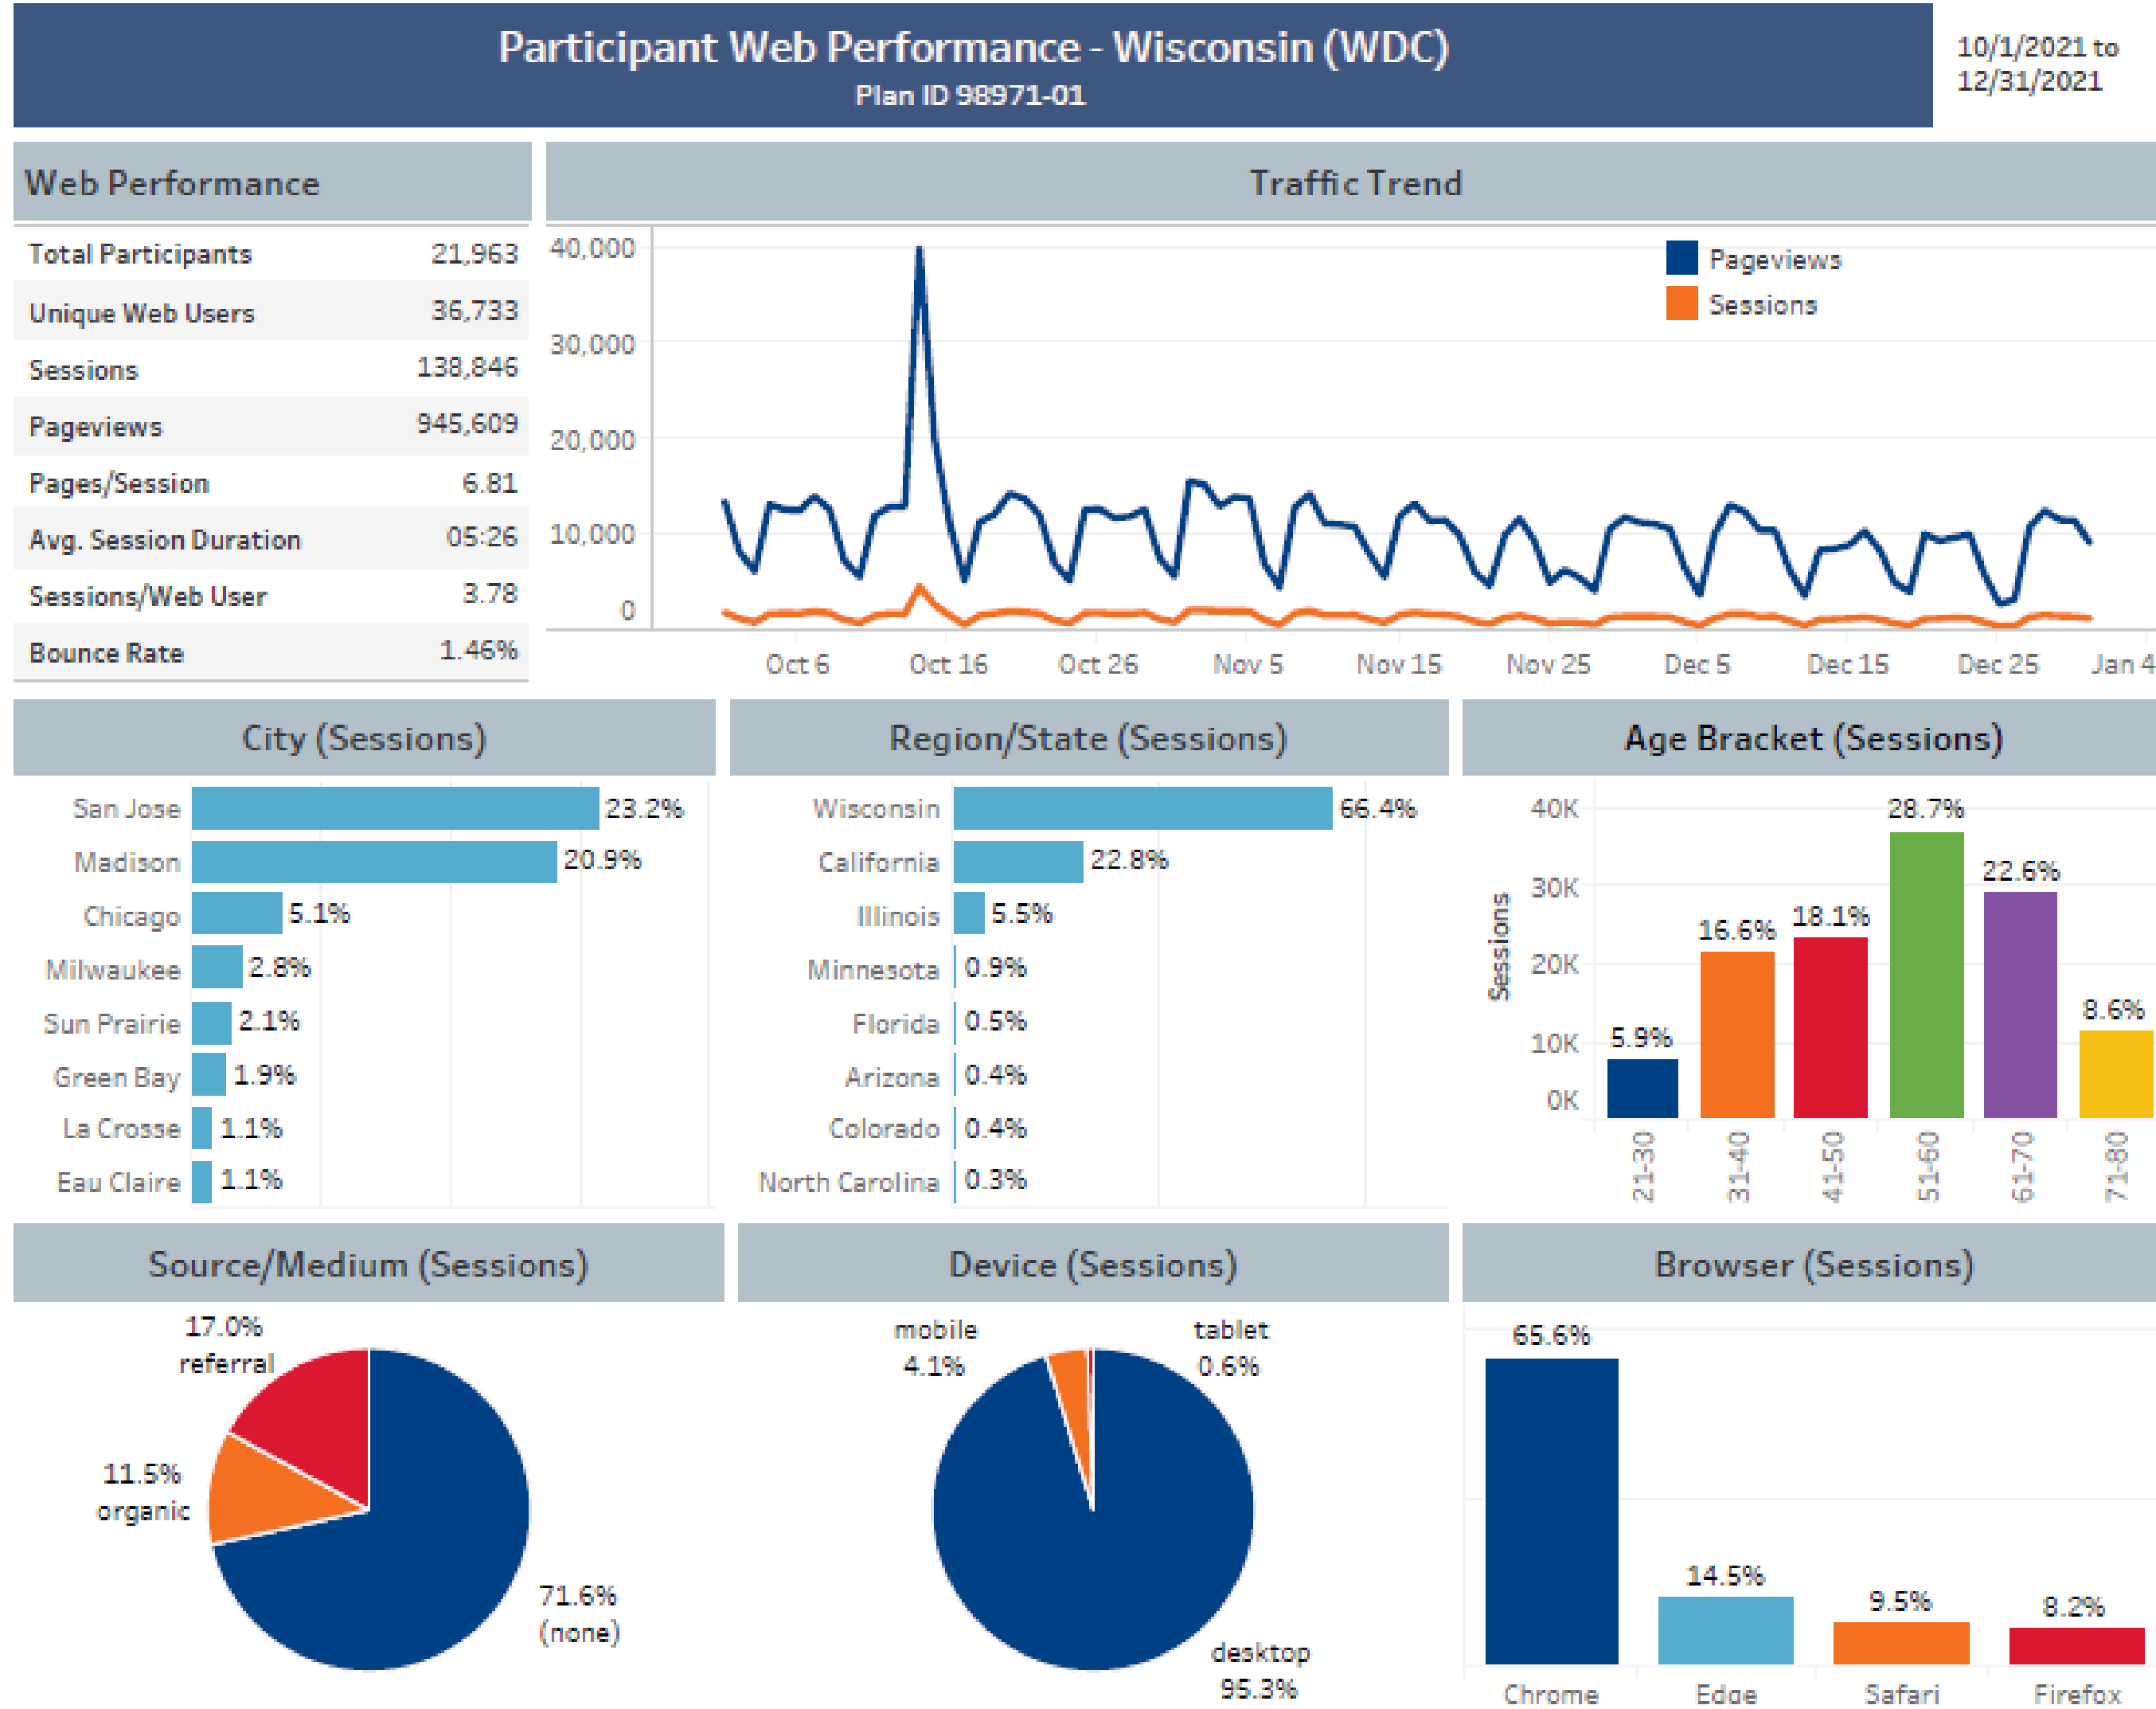 Participant Web Performance - Wisconsin (WDC)
Plan ID 98971-01
10/1/2021 to
12/31/2021
Web Performance
Total Participants 21,963
Unique Web Users 36,733
Sessions 138,846
Pageviews 945,609
Pages/Session 6.81
Avg. Session Duration 05:26
Sessions/Web User 3.78
Bounce Rate 1.46%
Traffic Trend
Pageviews
Sessions
40,000
30,000
20,000
10,000
0
Oct 6 Oct 16 Oct 26 Nov 5 Nov 15 Nov 25 Dec 5 Dec 15 Dec 25 Jan 4
City (Sessions)
San Jose 23.2%
Madison 20.9%
Chicago 5.1%
Milwaukee 2.8%
Sun Prairie 2.1%
Green Bay 1.9%
La Crosse 1.1%
Eau Claire 1.1%
Region/State (Sessions)
Wisconsin 66.4%
California 22.8%
Illinois 5.5%
Minnesota 0.9%
Florida 0.5%
Arizona 0.4%
Colorado 0.4%
North Carolina 0.3%
Age Bracket (Sessions)
Sessions
40K
30K
20K
10K
0K
5.9% 16.6% 18.1% 28.7% 22.6% 8.6%
21-30 31-40 41-50 51-60 61-70 71-80
Source/Medium (Sessions)
17.0%
referral
11.5%
organic
71.6%
(none)
Device (Sessions)
mobile
4.1%
tablet
0.6%
desktop
95.3%
Browser (Sessions)
65.6% 14.5% 9.5% 8.2%
Chrome Edge Safari Firefox